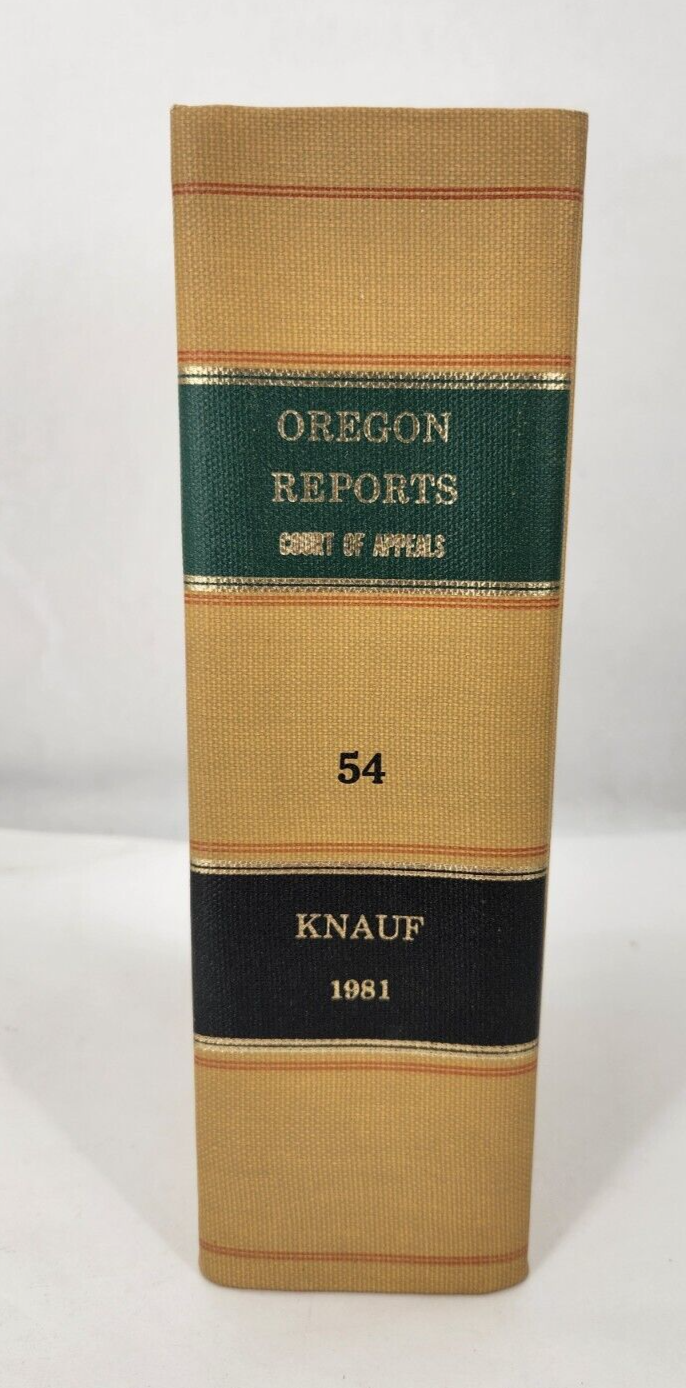 OREGON
REPORTS
COURT OF APPEALS
54
KNAUF
1981